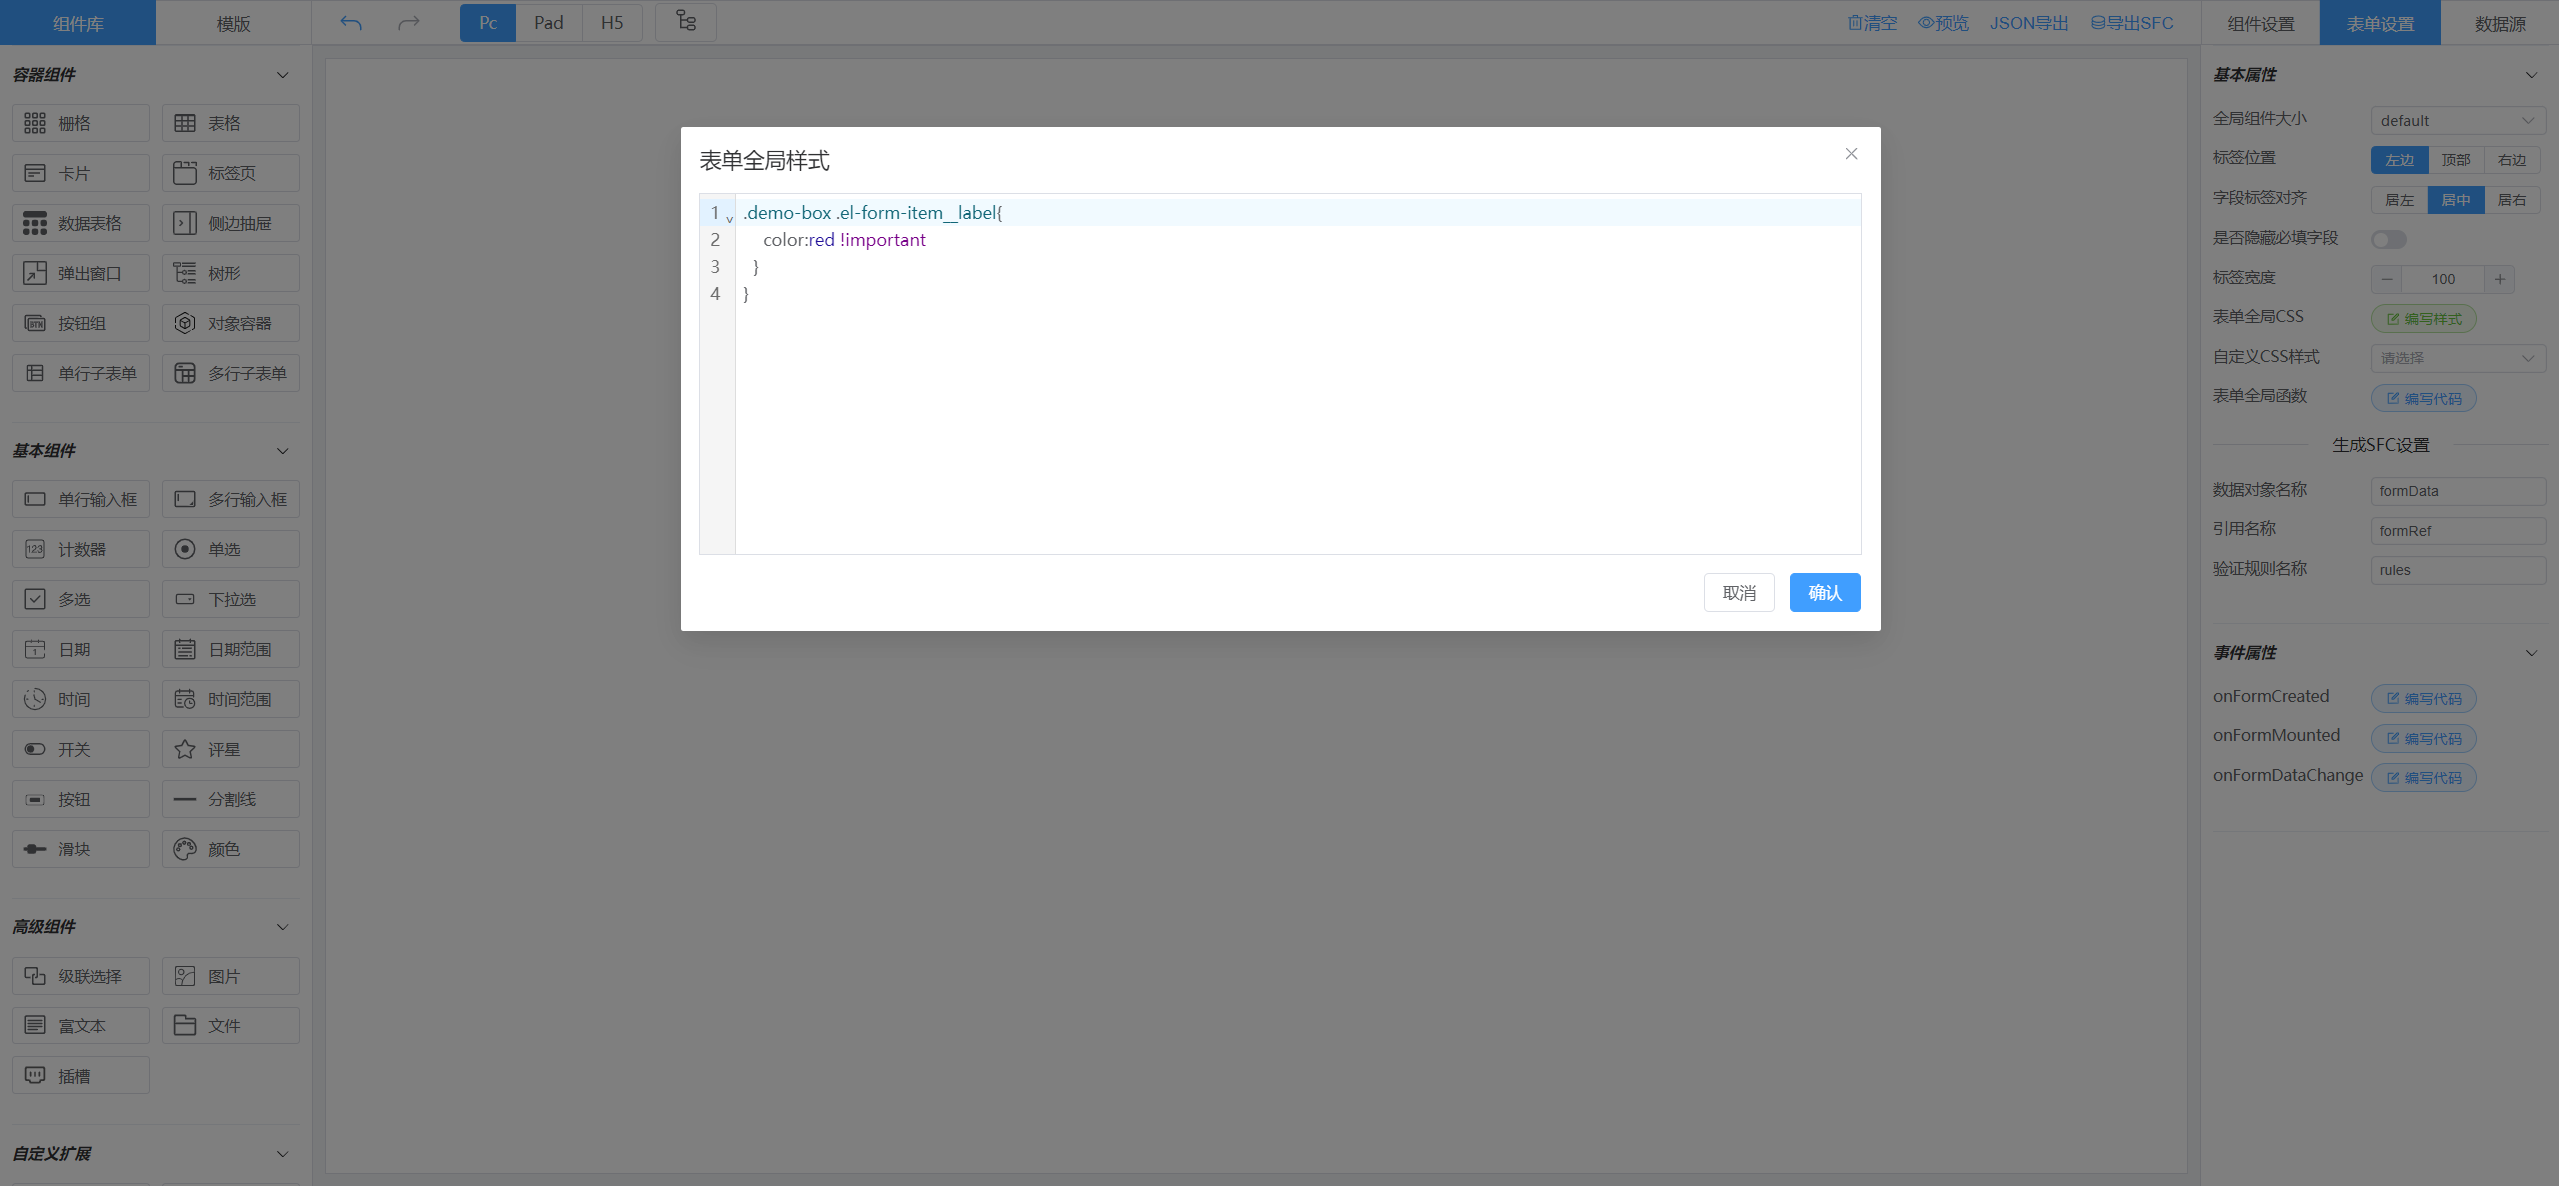 组件库
模版
Pc
Pad
H5
清空
预览
JSON导出
导出SFC
组件设置
表单设置
数据源
容器组件
栅格
表格
卡片
标签页
数据表格
侧边抽屉
弹出窗口
树形
按钮组
对象容器
单行子表单
多行子表单
基本组件
单行输入框
多行输入框
计数器
单选
多选
下拉选
日期
日期范围
时间
时间范围
开关
评星
按钮
分割线
滑块
颜色
高级组件
级联选择
图片
富文本
文件
插槽
自定义扩展
表单全局样式
1 .demo-box .el-form-item__label{
2 color:red !important
3 }
4 }
取消
确认
基本属性
全局组件大小
default
标签位置
左边
顶部
右边
字段标签对齐
居左
居中
居右
是否隐藏必填字段
标签宽度
100
表单全局CSS
编写样式
自定义CSS样式
请选择
表单全局函数
编写代码
生成SFC设置
数据对象名称
formData
引用名称
formRef
验证规则名称
rules
事件属性
onFormCreated
编写代码
onFormMounted
编写代码
onFormDataChange
编写代码